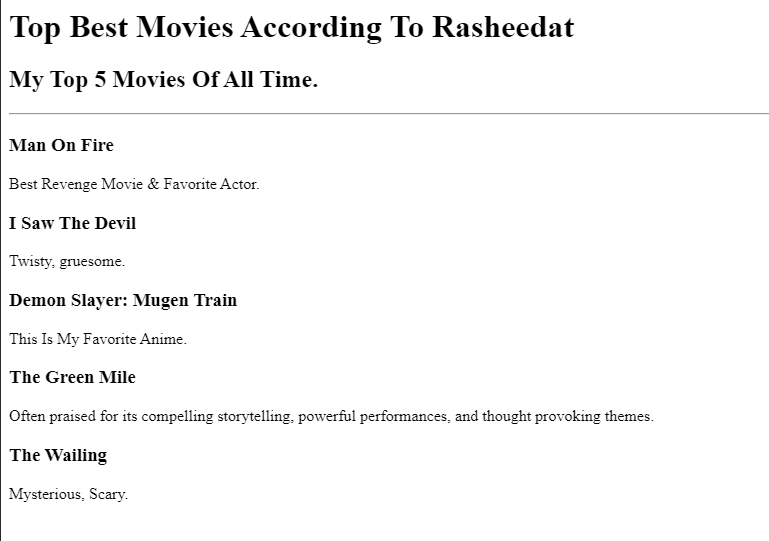 Top Best Movies According To Rasheedat
My Top 5 Movies Of All Time.
Man On Fire
Best Revenge Movie & Favorite Actor.
I Saw The Devil
Twisty, gruesome.
Demon Slayer: Mugen Train
This Is My Favorite Anime.
The Green Mile
Often praised for its compelling storytelling, powerful performances, and thought provoking themes.
The Wailing
Mysterious, Scary.